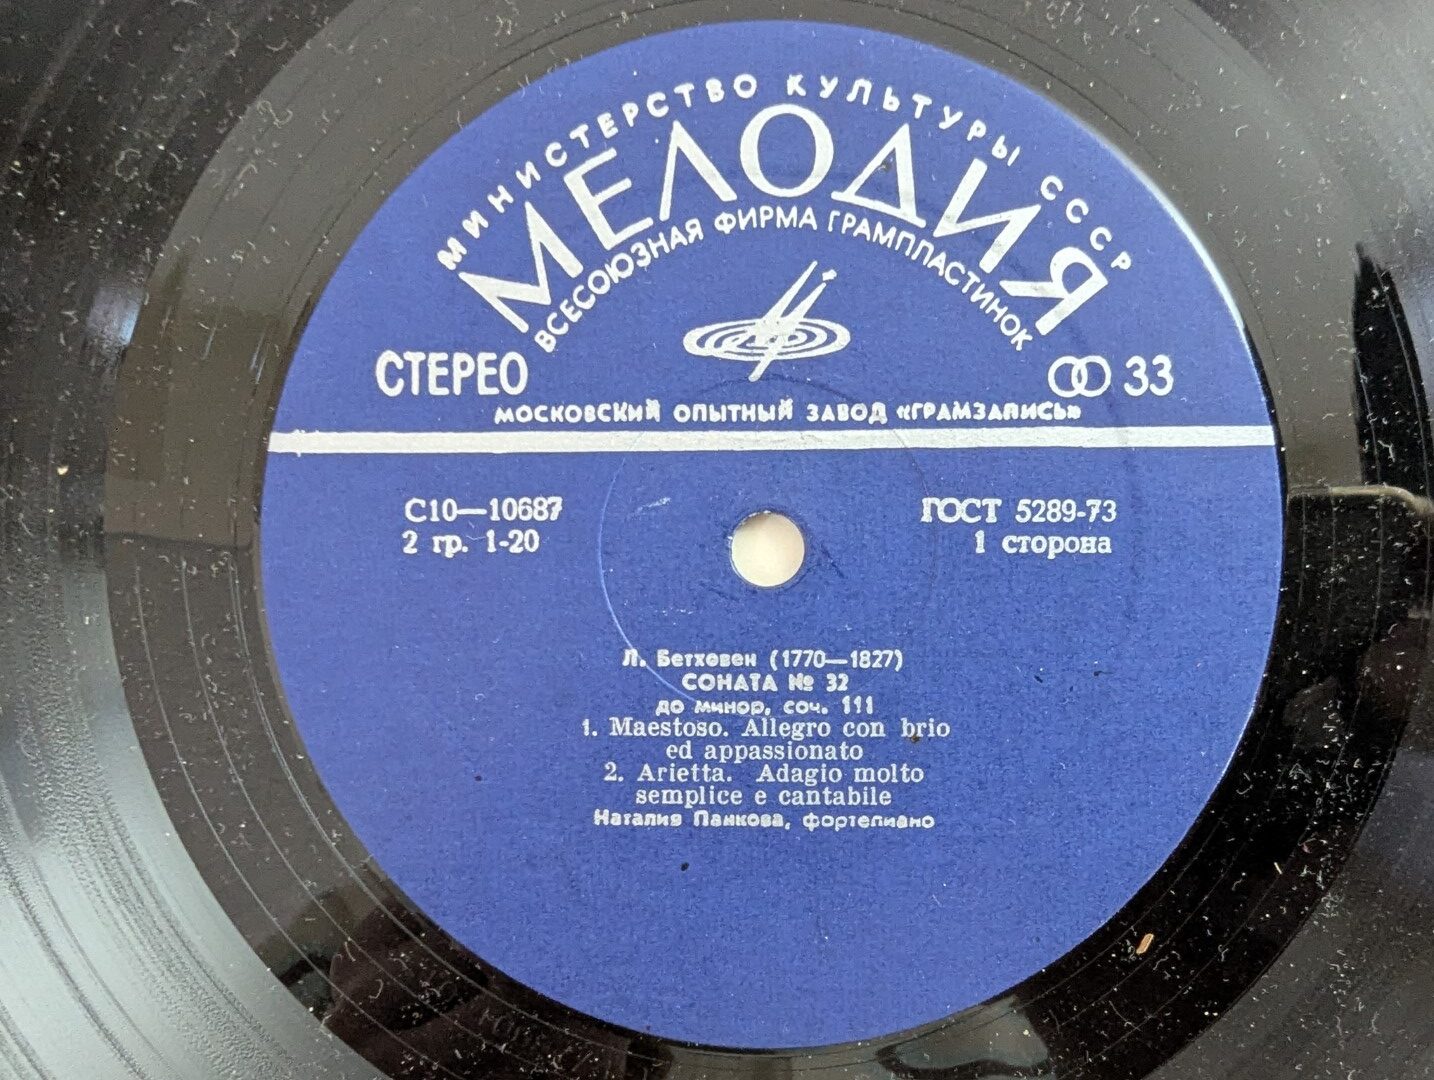 МИНИСТЕРСТВО КУЛЬТУРЫ СССР
МЕЛОДИЯ
ВСЕСОЮЗНАЯ ФИРМА ГРАМПЛАСТИНОК
СТЕРЕО
33
МОСКОВСКИЙ ОПЫТНЫЙ ЗАВОД «ГРАМЗАПИСЬ»
С10—10687
2 гр. 1-20
ГОСТ 5289-73
1 сторона
Л. Бетховен (1770—1827)
СОНАТА № 32
до минор, соч. 111
1. Maestoso. Allegro con brio
ed appassionato
2. Arietta. Adagio molto
semplice e cantabile
Наталия Панкова, фортепиано